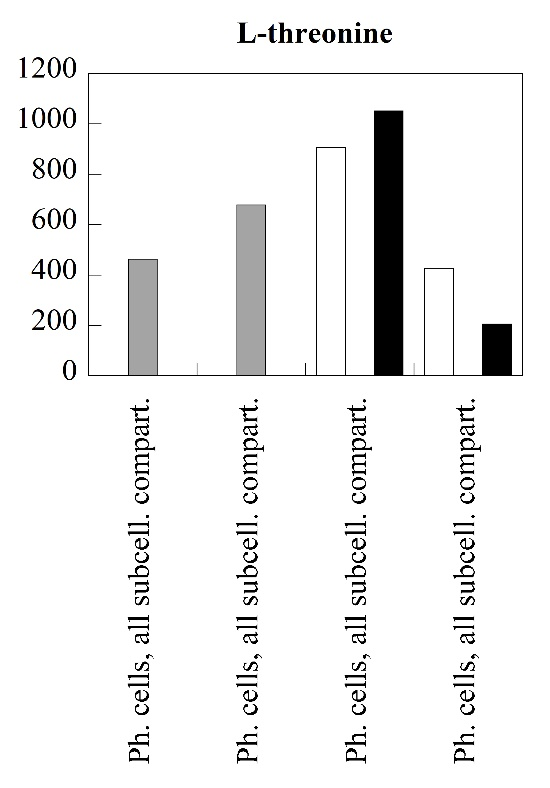 L-threonine
1200
1000
800
600
400
200
0
Ph. cells, all subcell. compart.
Ph. cells, all subcell. compart.
Ph. cells, all subcell. compart.
Ph. cells, all subcell. compart.